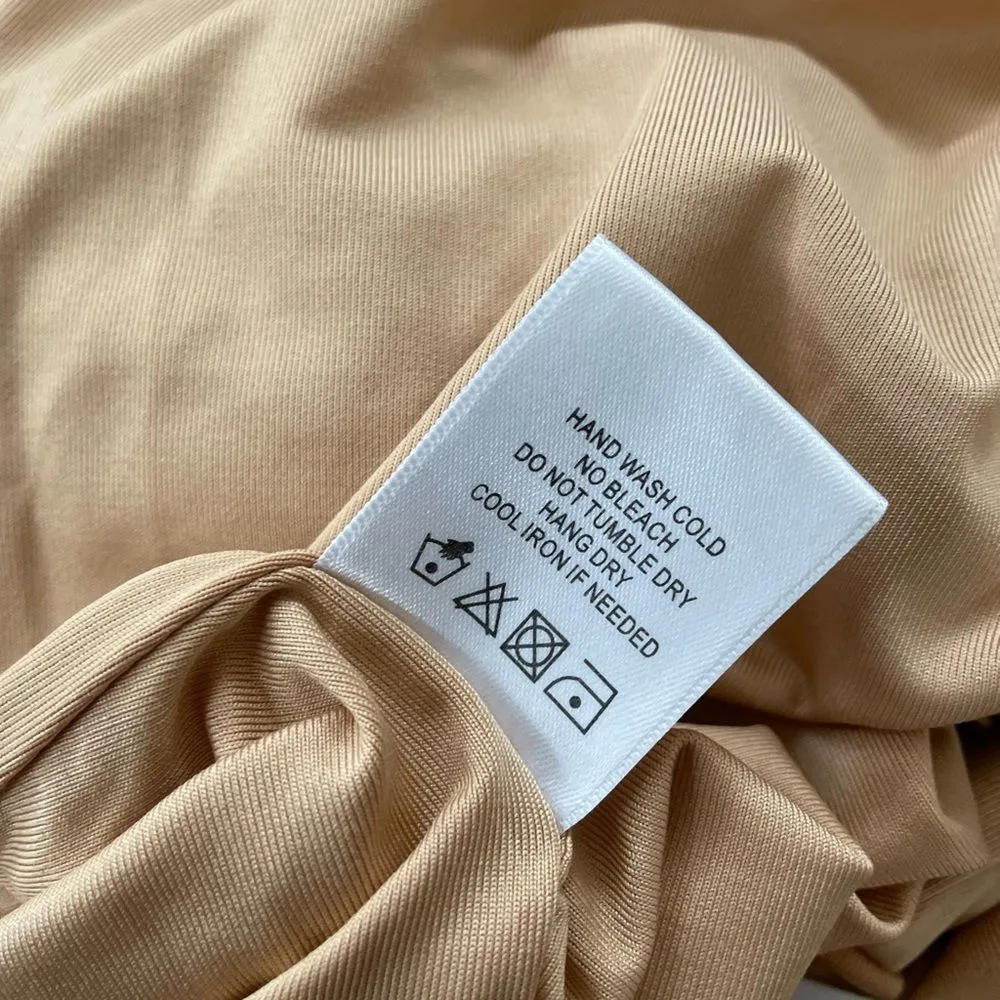 HAND WASH COLD
NO BLEACH
DO NOT TUMBLE DRY
HANG DRY
COOL IRON IF NEEDED